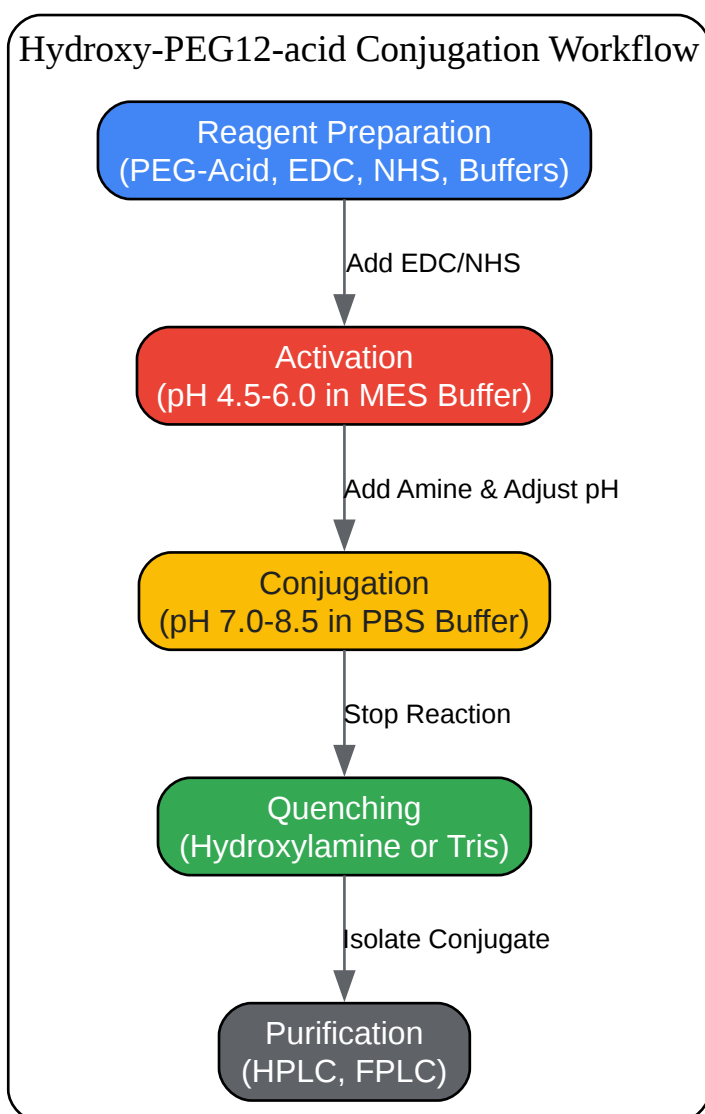 Hydroxy-PEG12-acid Conjugation Workflow
Reagent Preparation
(PEG-Acid, EDC, NHS, Buffers)
Add EDC/NHS
Activation
(pH 4.5-6.0 in MES Buffer)
Add Amine & Adjust pH
Conjugation
(pH 7.0-8.5 in PBS Buffer)
Stop Reaction
Quenching
(Hydroxylamine or Tris)
Isolate Conjugate
Purification
(HPLC, FPLC)